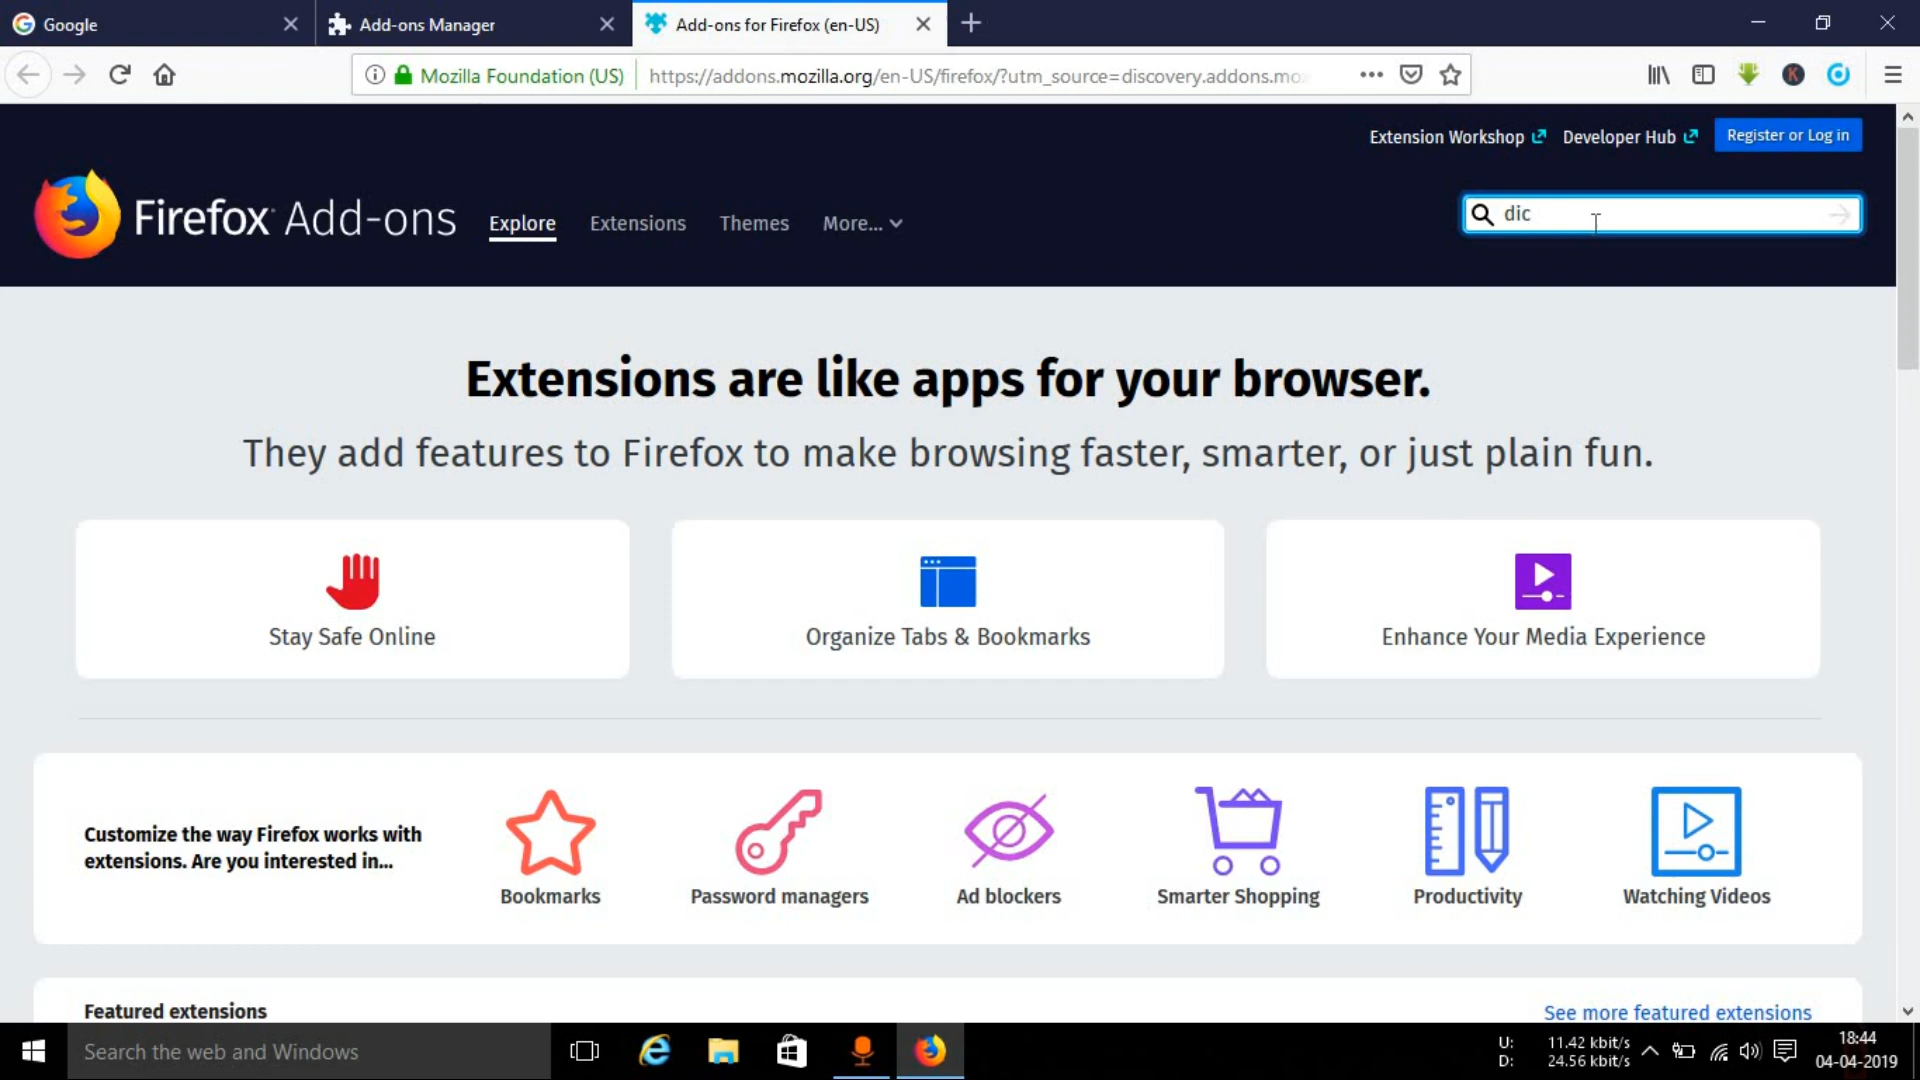 Google
Add-ons Manager
Add-ons for Firefox (en-US)
Mozilla Foundation (US)
https://addons.mozilla.org/en-US/firefox/?utm_source=discovery.addons.mo
Extension Workshop
Developer Hub
Register or Log in
Firefox Add-ons
Explore
Extensions
Themes
More...
dic
Extensions are like apps for your browser.
They add features to Firefox to make browsing faster, smarter, or just plain fun.
Stay Safe Online
Organize Tabs & Bookmarks
Enhance Your Media Experience
Customize the way Firefox works with
extensions. Are you interested in...
Bookmarks
Password managers
Ad blockers
Smarter Shopping
Productivity
Watching Videos
Featured extensions
See more featured extensions
Search the web and Windows
U: 11.42 kbit/s
D: 24.56 kbit/s
18:44
04-04-2019